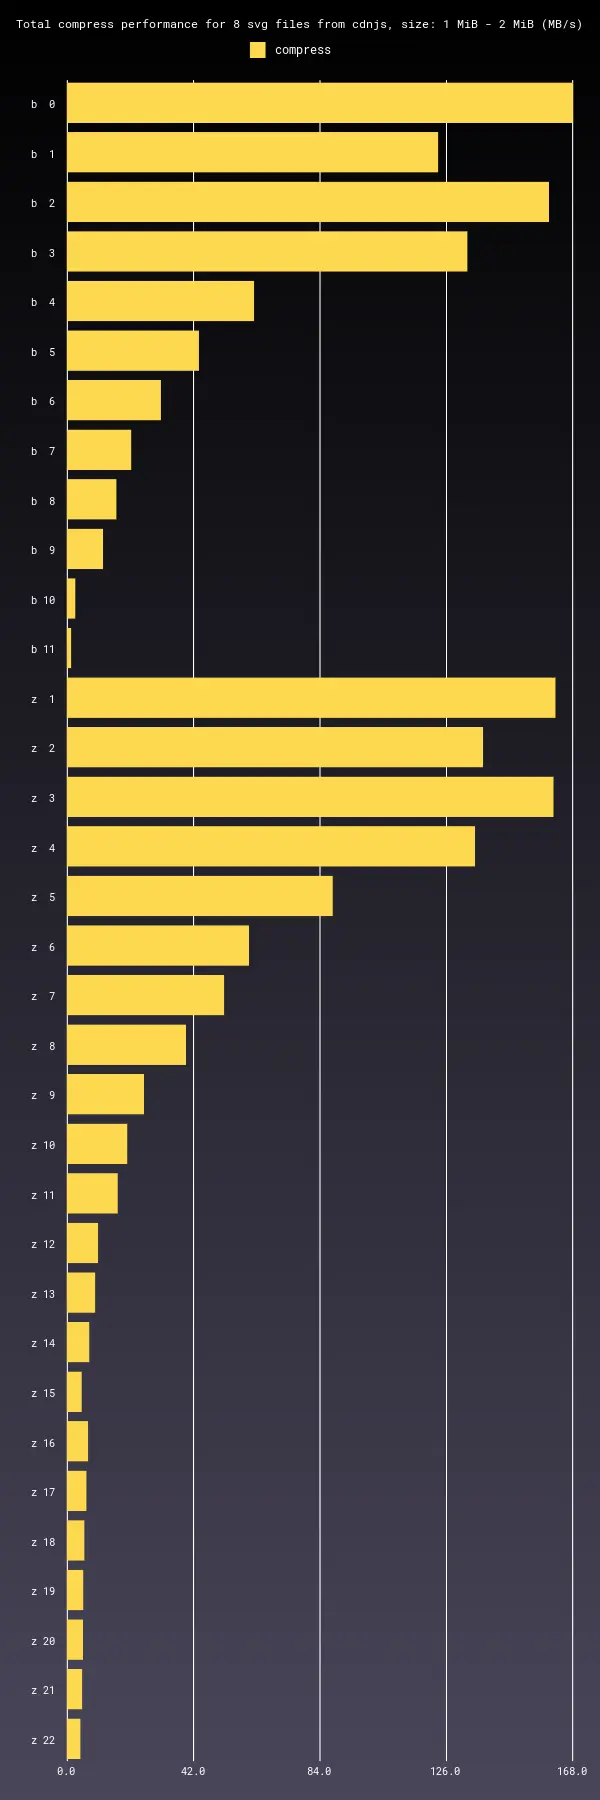 Total compress performance for 8 svg files from cdnjs, size: 1 MiB - 2 MiB (MB/s)
compress
b 0
b 1
b 2
b 3
b 4
b 5
b 6
b 7
b 8
b 9
b 10
b 11
z 1
z 2
z 3
z 4
z 5
z 6
z 7
z 8
z 9
z 10
z 11
z 12
z 13
z 14
z 15
z 16
z 17
z 18
z 19
z 20
z 21
z 22
0.0 42.0 84.0 126.0 168.0